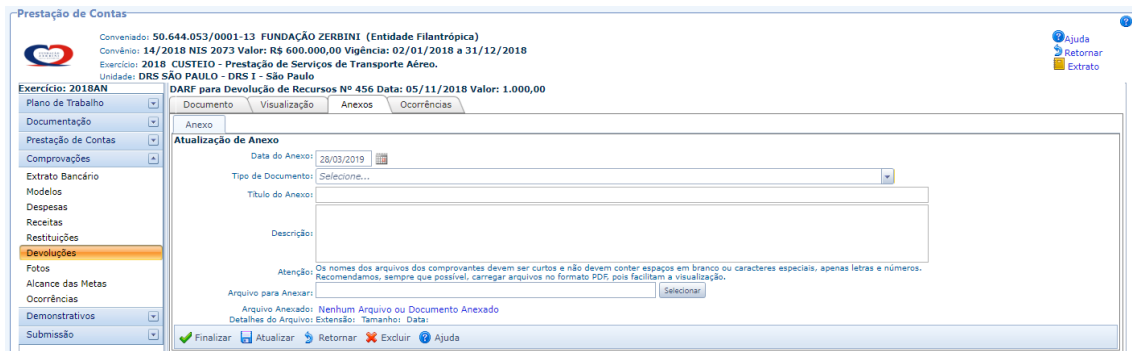 Prestação de Contas
Conveniado: 50.644.053/0001-13 FUNDAÇÃO ZERBINI (Entidade Filantrópica)
Convênio: 14/2018 NIS 2073 Valor: R$ 600.000,00 Vigência: 02/01/2018 a 31/12/2018
Exercício: 2018 CUSTEIO - Prestação de Serviços de Transporte Aéreo.
Unidade: DRS SÃO PAULO - DRS I - São Paulo
Ajuda
Retornar
Extrato
Exercício: 2018AN
Plano de Trabalho
Documentação
Prestação de Contas
Comprovações
Extrato Bancário
Modelos
Despesas
Receitas
Restituições
Devoluções
Fotos
Alcance das Metas
Ocorrências
Demonstrativos
Submissão
DARF para Devolução de Recursos Nº 456 Data: 05/11/2018 Valor: 1.000,00
Documento Visualização Anexos Ocorrências
Anexo
Atualização de Anexo
Data do Anexo: 28/03/2019
Tipo de Documento: Selecione...
Título do Anexo:
Descrição:
Atenção: Os nomes dos arquivos dos comprovantes devem ser curtos e não devem conter espaços em branco ou caracteres especiais, apenas letras e números.
Recomendamos, sempre que possível, carregar arquivos no formato PDF, pois facilitam a visualização.
Arquivo para Anexar: Selecionar
Arquivo Anexado: Nenhum Arquivo ou Documento Anexado
Detalhes do Arquivo: Extensão: Tamanho: Data:
Finalizar Atualizar Retornar Excluir Ajuda